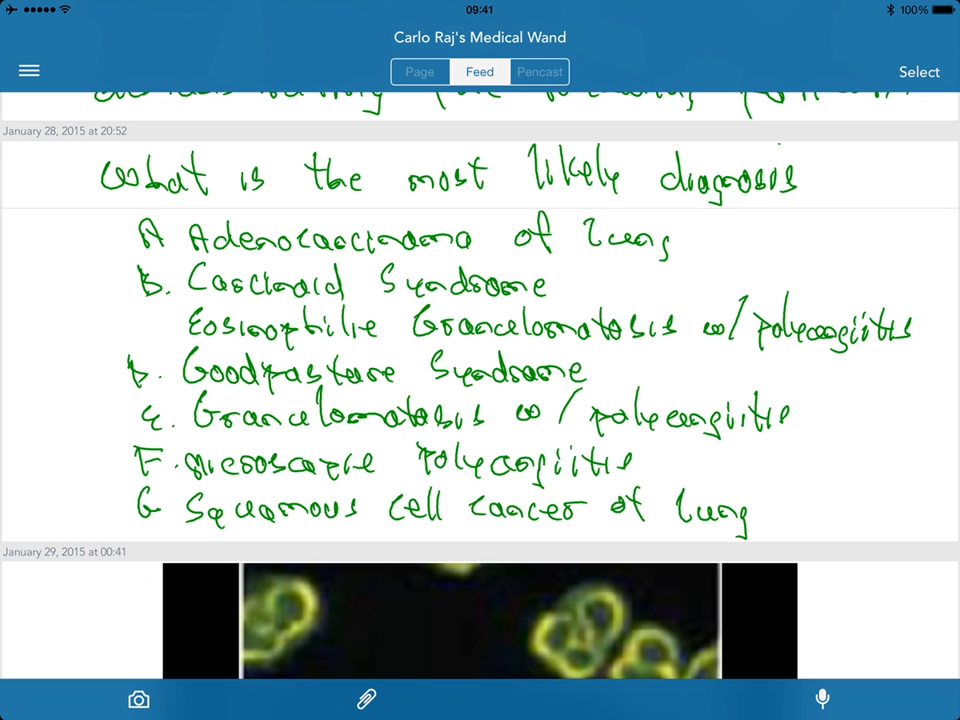 09:41
100%
Carlo Raj's Medical Wand
Page Feed Pencast
Select
January 28, 2015 at 20:52
What is the most likely diagnosis
A Adenocarcinoma of lung
B. Carcinoid Syndrome
Eosinophilic Granulomatosis w/ polyangiitis
D. Goodpasture Syndrome
E. Granulomatosis w/ polyangiitis
F. Microscopic polyangiitis
G Squamous cell cancer of lung
January 29, 2015 at 00:41